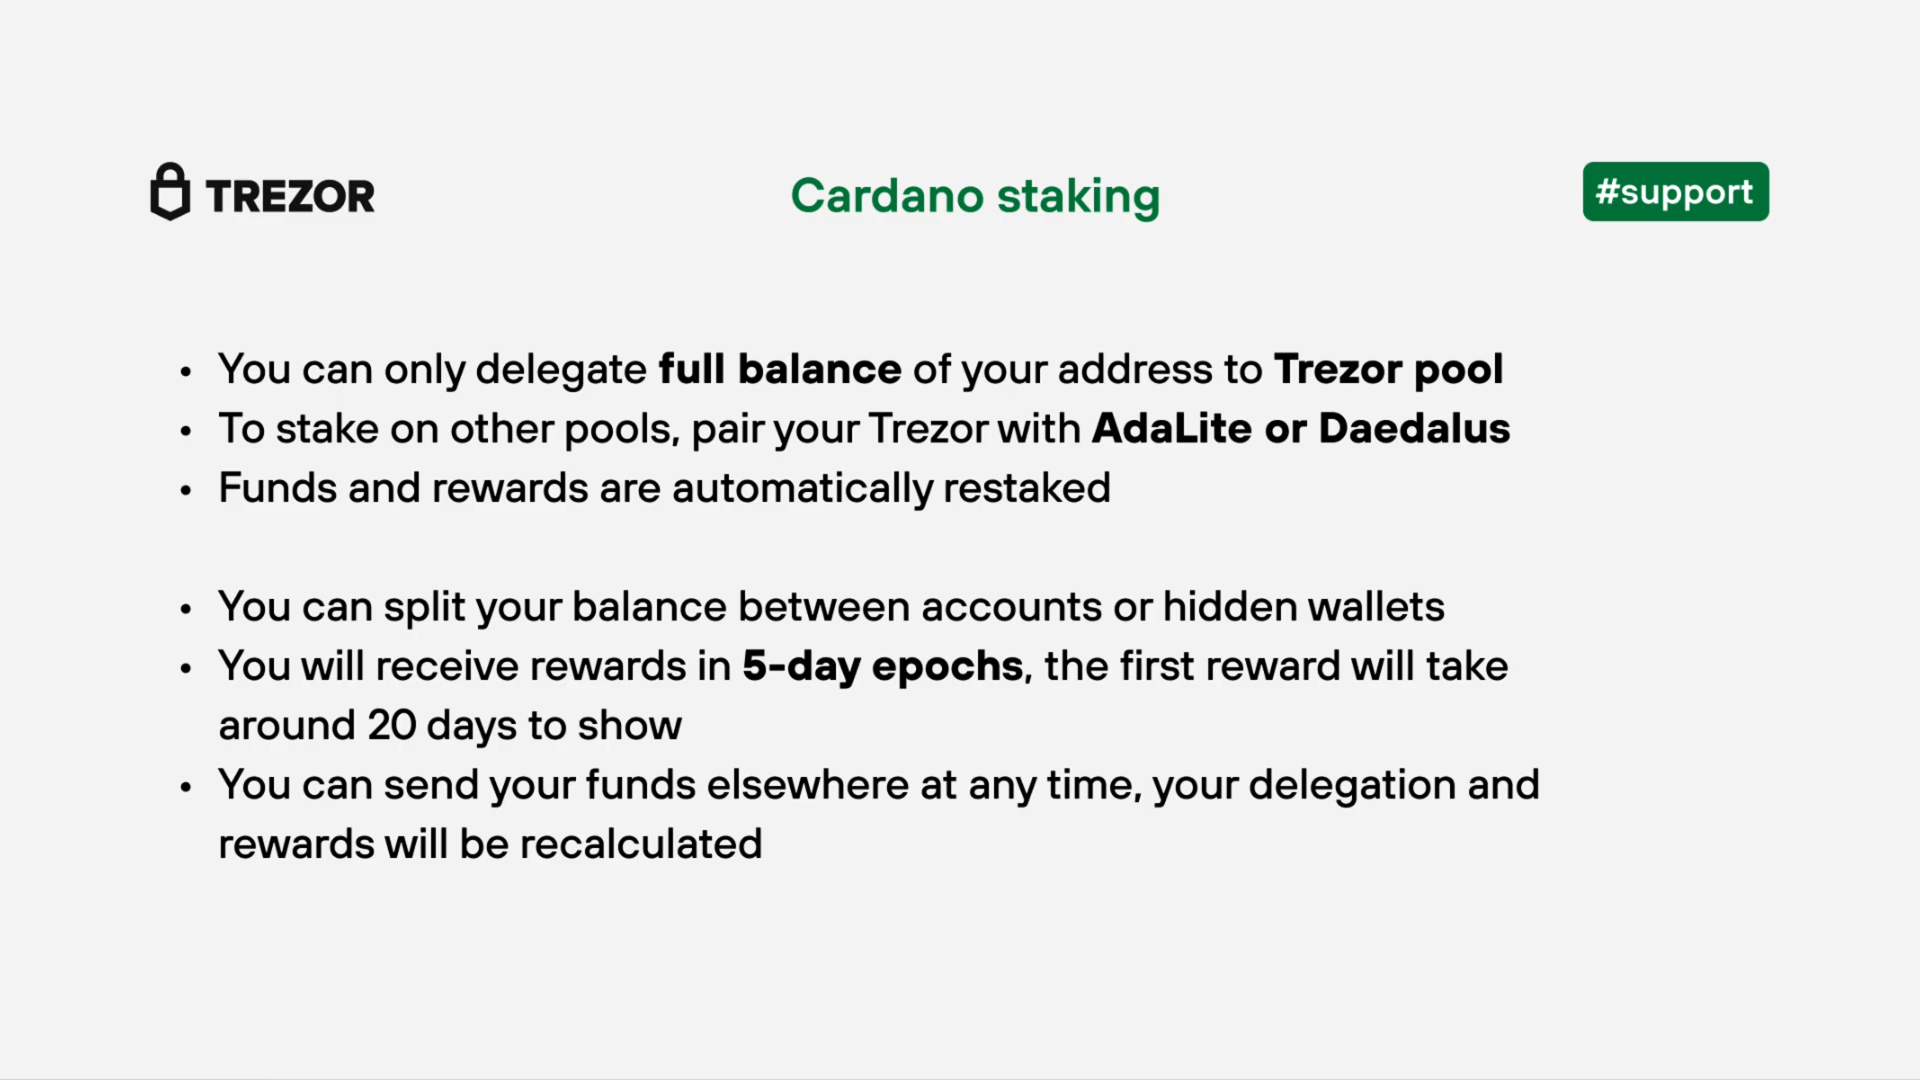 TREZOR
Cardano staking
#support
• You can only delegate full balance of your address to Trezor pool
• To stake on other pools, pair your Trezor with AdaLite or Daedalus
• Funds and rewards are automatically restaked
• You can split your balance between accounts or hidden wallets
• You will receive rewards in 5-day epochs, the first reward will take
around 20 days to show
• You can send your funds elsewhere at any time, your delegation and
rewards will be recalculated